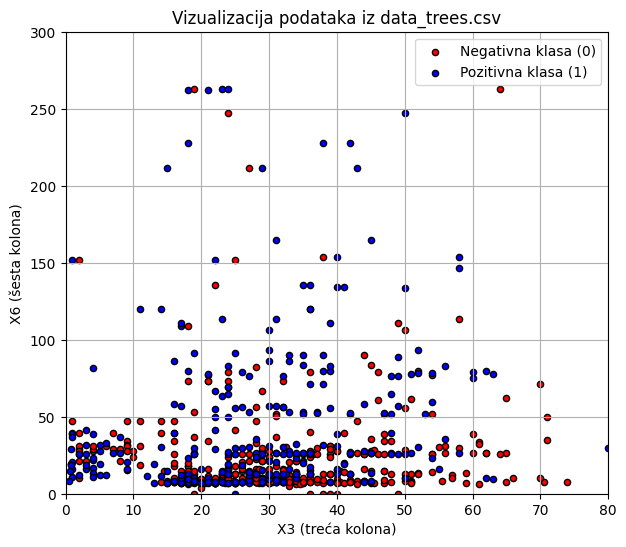 Vizualizacija podataka iz data_trees.csv
Negativna klasa (0)
Pozitivna klasa (1)
300
250
200
150
100
50
0
X6 (šesta kolona)
0 10 20 30 40 50 60 70 80
X3 (treća kolona)